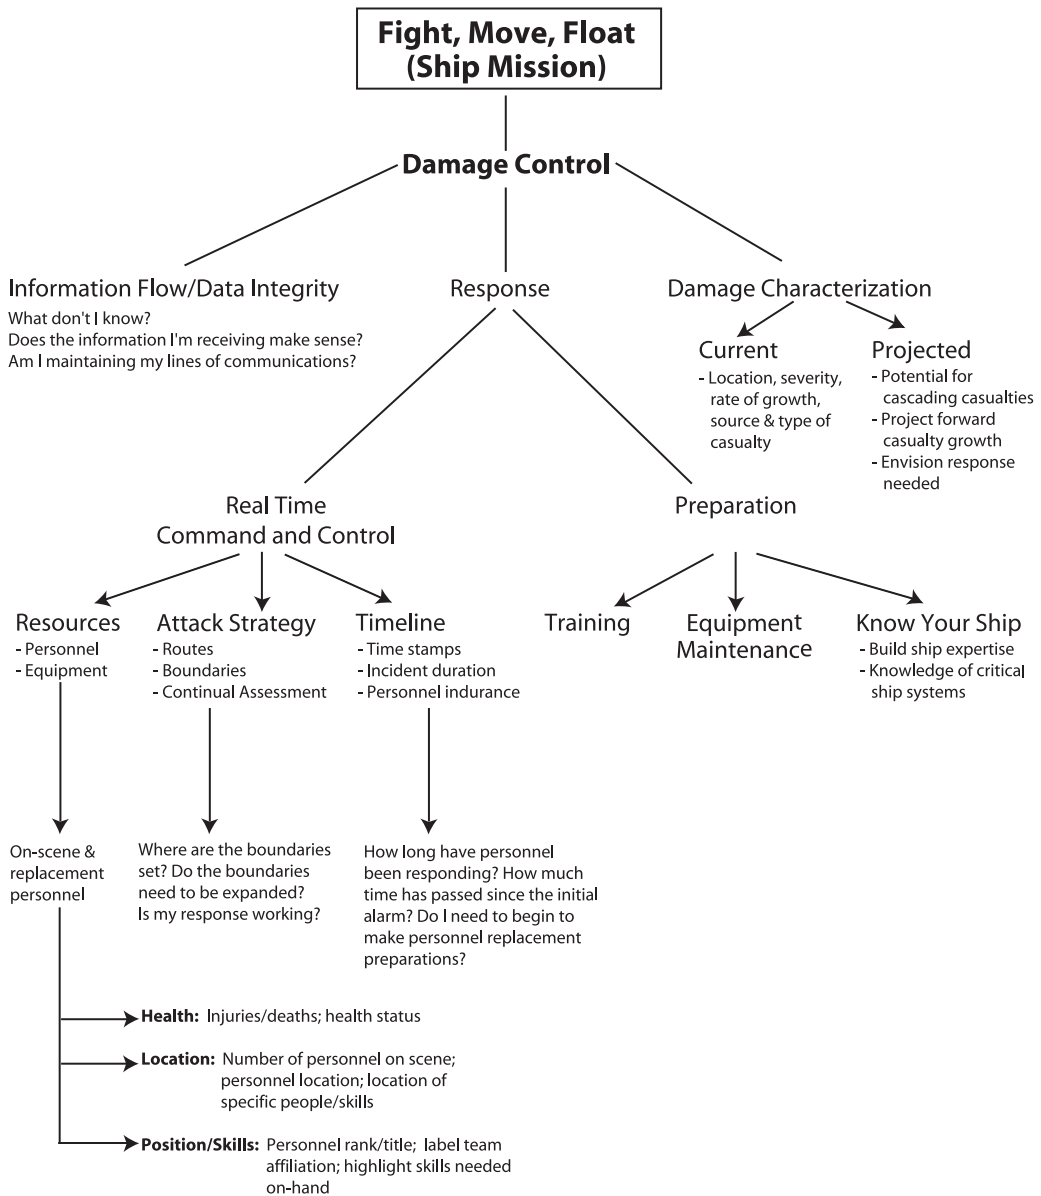 Fight, Move, Float
(Ship Mission)
Damage Control
Information Flow/Data Integrity
What don't I know?
Does the information I'm receiving make sense?
Am I maintaining my lines of communications?
Response
Damage Characterization
Current
- Location, severity,
rate of growth,
source & type of
casualty
Projected
- Potential for
cascading casualties
- Project forward
casualty growth
- Envision response
needed
Real Time
Command and Control
Preparation
Resources
- Personnel
- Equipment
Attack Strategy
- Routes
- Boundaries
- Continual Assessment
Timeline
- Time stamps
- Incident duration
- Personnel indurance
Training
Equipment
Maintenance
Know Your Ship
- Build ship expertise
- Knowledge of critical
ship systems
On-scene &
replacement
personnel
Where are the boundaries
set? Do the boundaries
need to be expanded?
Is my response working?
How long have personnel
been responding? How much
time has passed since the initial
alarm? Do I need to begin to
make personnel replacement
preparations?
Health: Injuries/deaths; health status
Location: Number of personnel on scene;
personnel location; location of
specific people/skills
Position/Skills: Personnel rank/title; label team
affiliation; highlight skills needed
on-hand